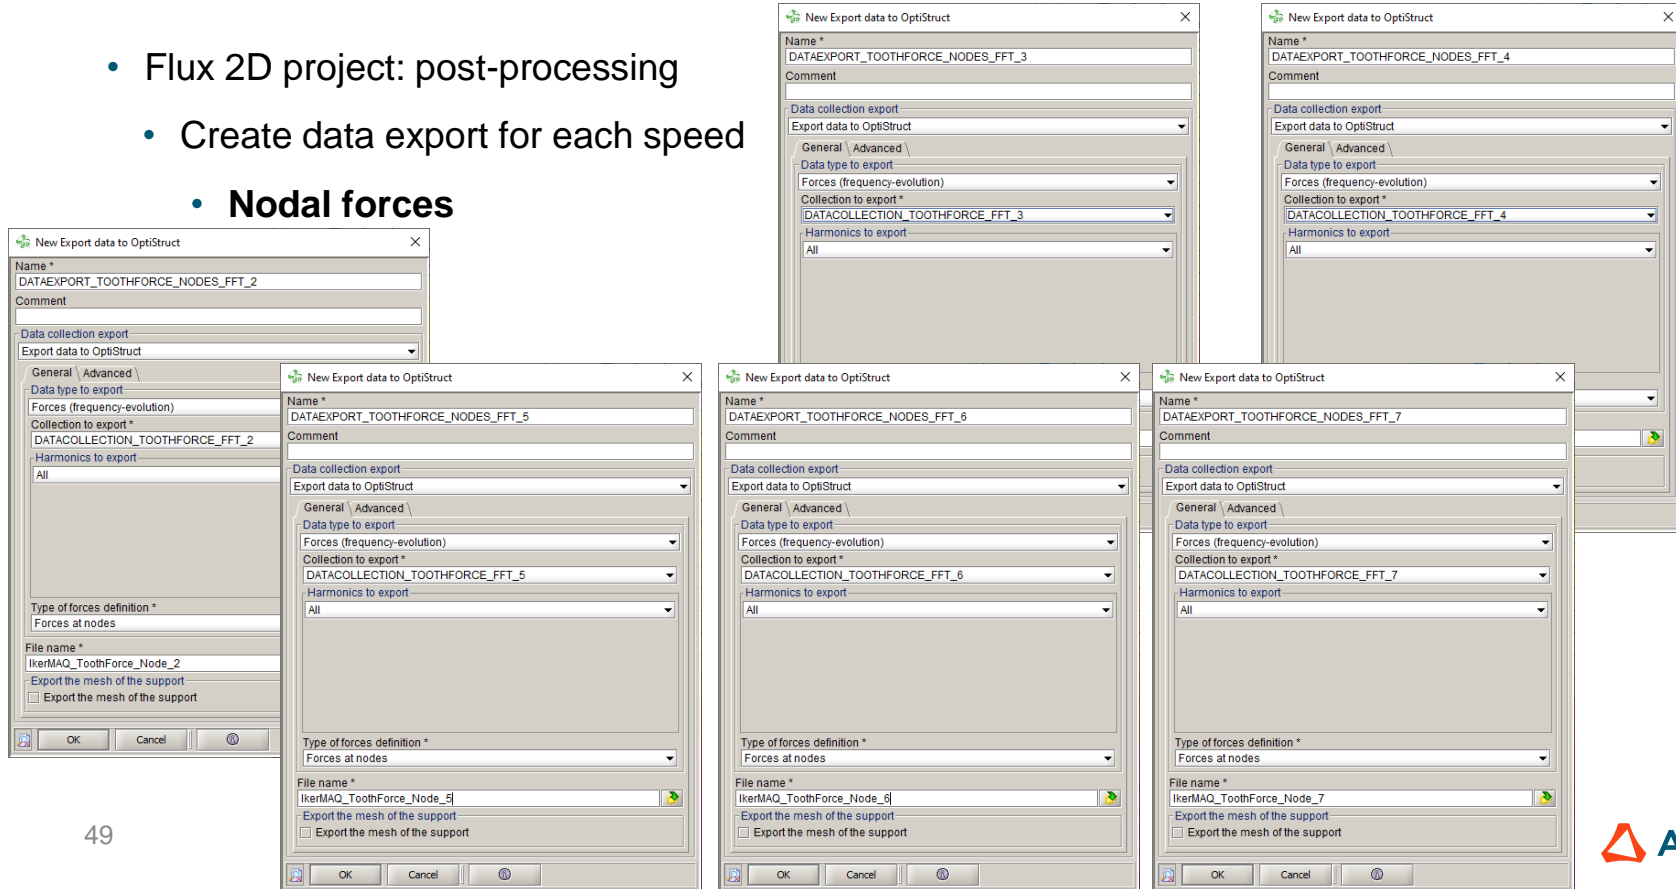 • Flux 2D project: post-processing
• Create data export for each speed
• Nodal forces
New Export data to OptiStruct
Name *
DATAEXPORT_TOOTHFORCE_NODES_FFT_3
Comment
Data collection export
Export data to OptiStruct
General Advanced
Data type to export
Forces (frequency-evolution)
Collection to export *
DATACOLLECTION_TOOTHFORCE_FFT_3
Harmonics to export
All
New Export data to OptiStruct
Name *
DATAEXPORT_TOOTHFORCE_NODES_FFT_4
Comment
Data collection export
Export data to OptiStruct
General Advanced
Data type to export
Forces (frequency-evolution)
Collection to export *
DATACOLLECTION_TOOTHFORCE_FFT_4
Harmonics to export
All
New Export data to OptiStruct
Name *
DATAEXPORT_TOOTHFORCE_NODES_FFT_2
Comment
Data collection export
Export data to OptiStruct
General Advanced
Data type to export
Forces (frequency-evolution)
Collection to export *
DATACOLLECTION_TOOTHFORCE_FFT_2
Harmonics to export
All
Type of forces definition *
Forces at nodes
File name *
IkerMAQ_ToothForce_Node_2
Export the mesh of the support
Export the mesh of the support
OK Cancel
New Export data to OptiStruct
Name *
DATAEXPORT_TOOTHFORCE_NODES_FFT_5
Comment
Data collection export
Export data to OptiStruct
General Advanced
Data type to export
Forces (frequency-evolution)
Collection to export *
DATACOLLECTION_TOOTHFORCE_FFT_5
Harmonics to export
All
Type of forces definition *
Forces at nodes
File name *
IkerMAQ_ToothForce_Node_5
Export the mesh of the support
Export the mesh of the support
OK Cancel
New Export data to OptiStruct
Name *
DATAEXPORT_TOOTHFORCE_NODES_FFT_6
Comment
Data collection export
Export data to OptiStruct
General Advanced
Data type to export
Forces (frequency-evolution)
Collection to export *
DATACOLLECTION_TOOTHFORCE_FFT_6
Harmonics to export
All
Type of forces definition *
Forces at nodes
File name *
IkerMAQ_ToothForce_Node_6
Export the mesh of the support
Export the mesh of the support
OK Cancel
New Export data to OptiStruct
Name *
DATAEXPORT_TOOTHFORCE_NODES_FFT_7
Comment
Data collection export
Export data to OptiStruct
General Advanced
Data type to export
Forces (frequency-evolution)
Collection to export *
DATACOLLECTION_TOOTHFORCE_FFT_7
Harmonics to export
All
Type of forces definition *
Forces at nodes
File name *
IkerMAQ_ToothForce_Node_7
Export the mesh of the support
Export the mesh of the support
OK Cancel
49
A